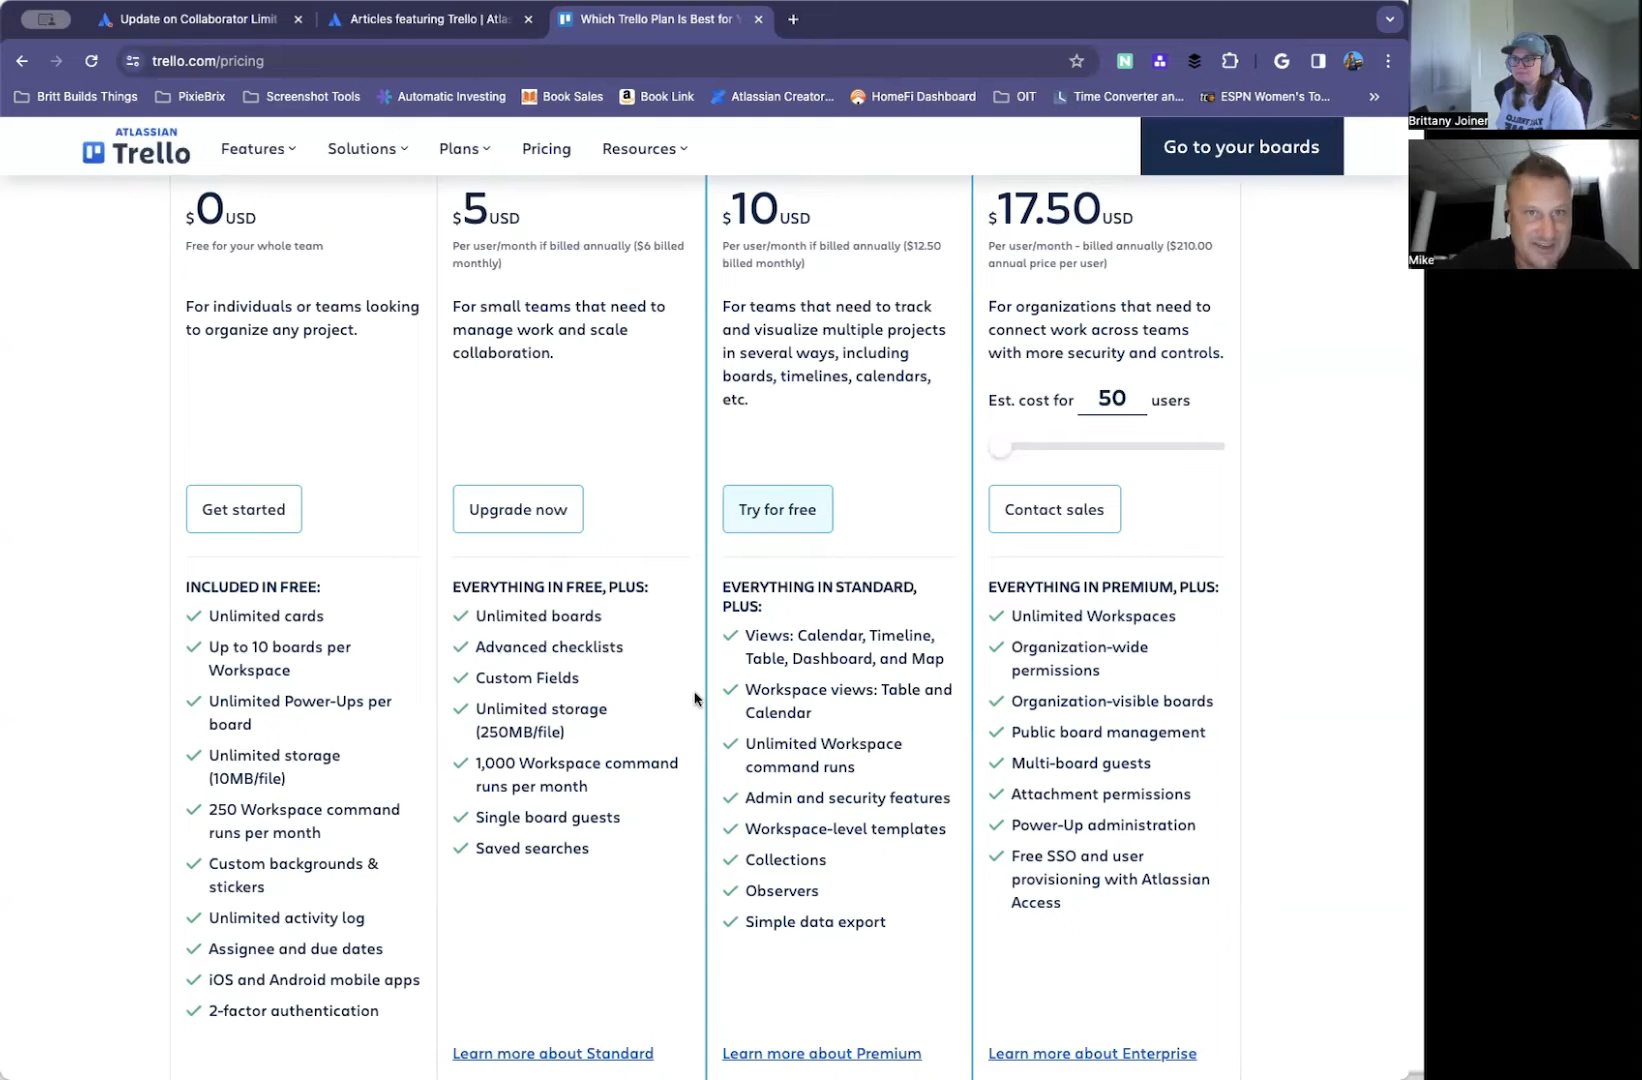 Update on Collaborator Limit
Articles featuring Trello | Atla
Which Trello Plan Is Best for
trello.com/pricing
Britt Builds Things
PixieBrix
Screenshot Tools
Automatic Investing
Book Sales
Book Link
Atlassian Creator...
HomeFi Dashboard
OIT
Time Converter an...
ESPN Women's To...
Brittany Joiner
Mike
ATLASSIAN
Trello
Features
Solutions
Plans
Pricing
Resources
Go to your boards
$0USD
Free for your whole team
For individuals or teams looking
to organize any project.
Get started
INCLUDED IN FREE:
Unlimited cards
Up to 10 boards per
Workspace
Unlimited Power-Ups per
board
Unlimited storage
(10MB/file)
250 Workspace command
runs per month
Custom backgrounds &
stickers
Unlimited activity log
Assignee and due dates
iOS and Android mobile apps
2-factor authentication
$5USD
Per user/month if billed annually ($6 billed
monthly)
For small teams that need to
manage work and scale
collaboration.
Upgrade now
EVERYTHING IN FREE, PLUS:
Unlimited boards
Advanced checklists
Custom Fields
Unlimited storage
(250MB/file)
1,000 Workspace command
runs per month
Single board guests
Saved searches
Learn more about Standard
$10USD
Per user/month if billed annually ($12.50
billed monthly)
For teams that need to track
and visualize multiple projects
in several ways, including
boards, timelines, calendars,
etc.
Try for free
EVERYTHING IN STANDARD,
PLUS:
Views: Calendar, Timeline,
Table, Dashboard, and Map
Workspace views: Table and
Calendar
Unlimited Workspace
command runs
Admin and security features
Workspace-level templates
Collections
Observers
Simple data export
Learn more about Premium
$17.50USD
Per user/month - billed annually ($210.00
annual price per user)
For organizations that need to
connect work across teams
with more security and controls.
Est. cost for 50 users
Contact sales
EVERYTHING IN PREMIUM, PLUS:
Unlimited Workspaces
Organization-wide
permissions
Organization-visible boards
Public board management
Multi-board guests
Attachment permissions
Power-Up administration
Free SSO and user
provisioning with Atlassian
Access
Learn more about Enterprise